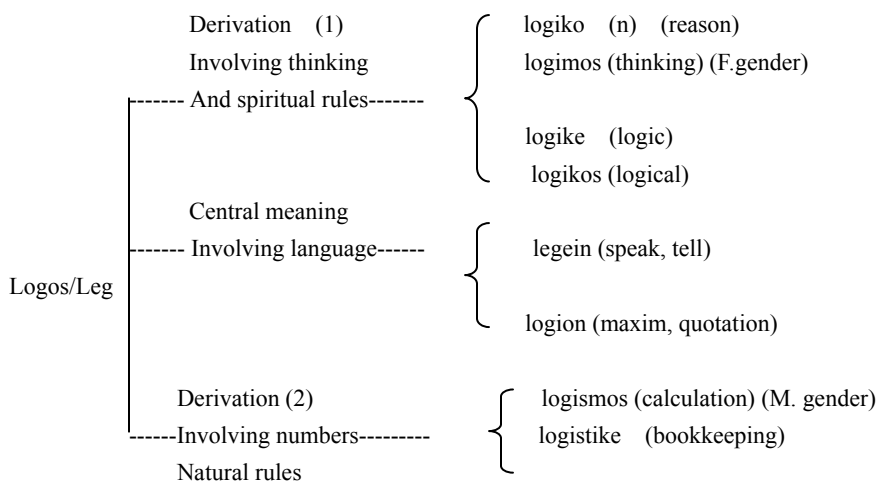 Derivation (1)
logiko (n) (reason)
Involving thinking
logimos (thinking) (F.gender)
------- And spiritual rules-------
logike (logic)
logikos (logical)
Central meaning
------ Involving language------
legein (speak, tell)
Logos/Leg
logion (maxim, quotation)
Derivation (2)
logismos (calculation) (M. gender)
------Involving numbers---------
logistike (bookkeeping)
Natural rules